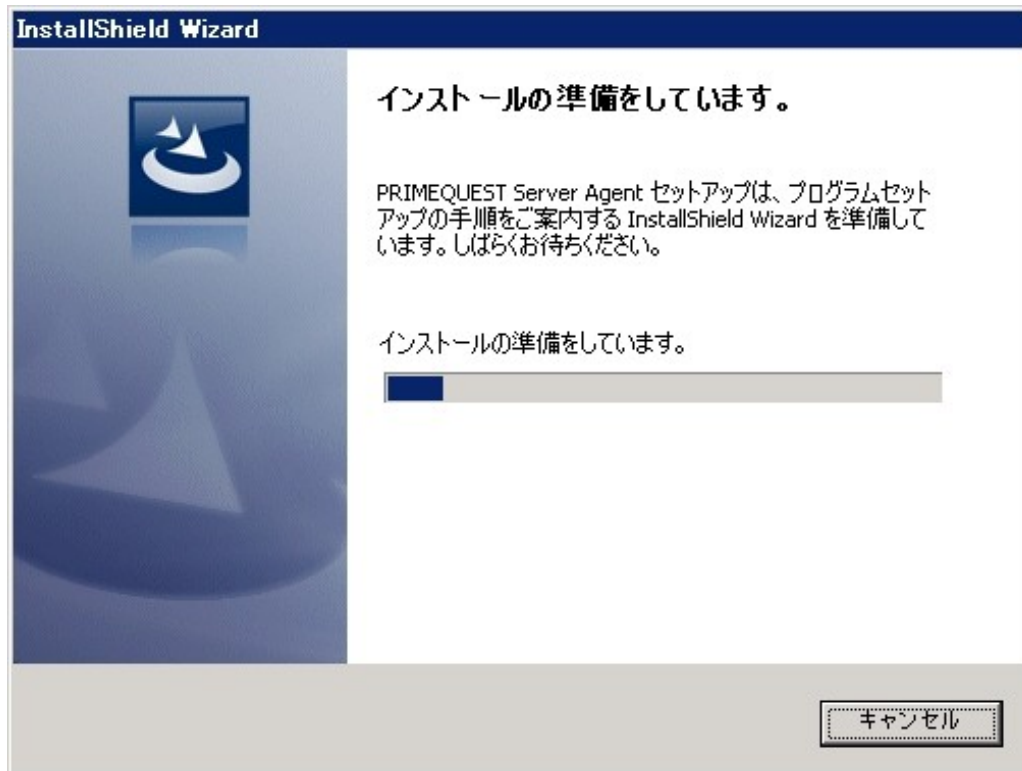 InstallShield Wizard
インストールの準備をしています。
PRIMEQUEST Server Agent セットアップは、プログラムセット
アップの手順をご案内する InstallShield Wizard を準備して
います。しばらくお待ちください。
インストールの準備をしています。
キャンセル